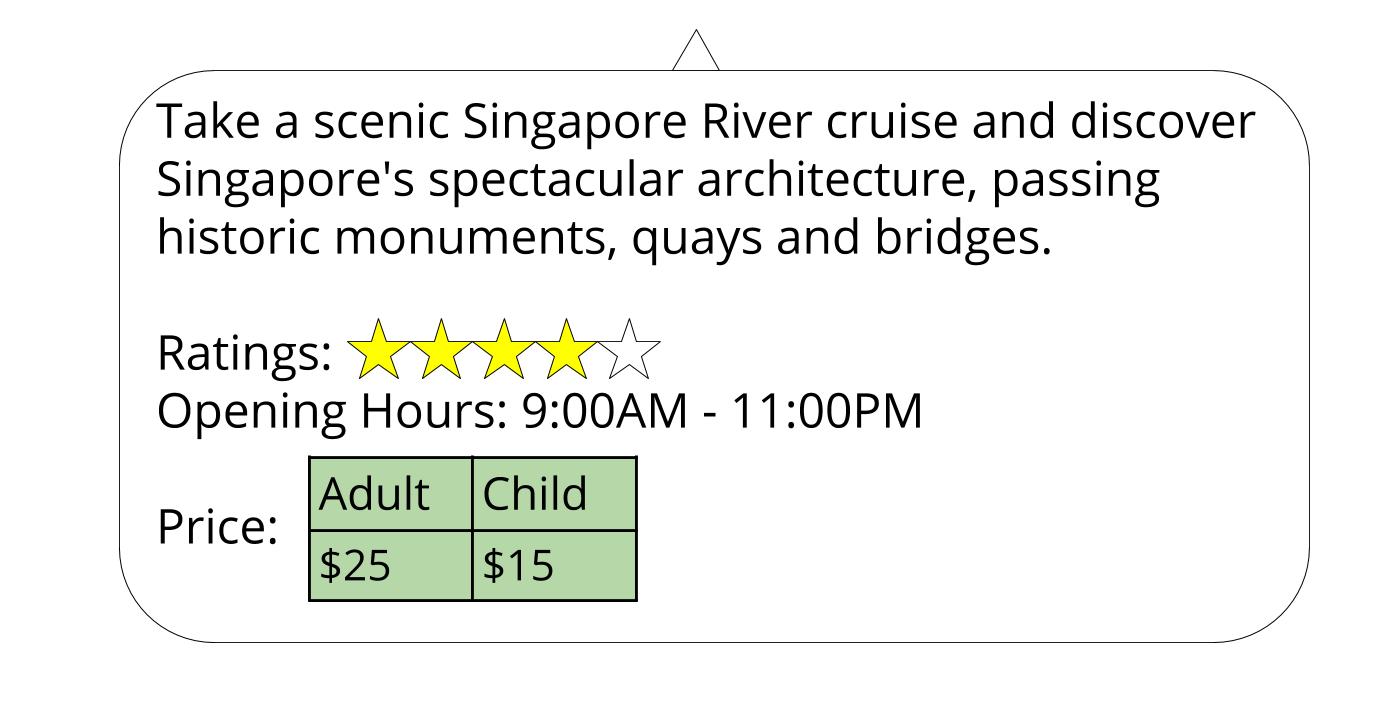 Take a scenic Singapore River cruise and discover
Singapore's spectacular architecture, passing
historic monuments, quays and bridges.
Ratings:
Opening Hours: 9:00AM - 11:00PM
Price:
Adult Child
$25 $15